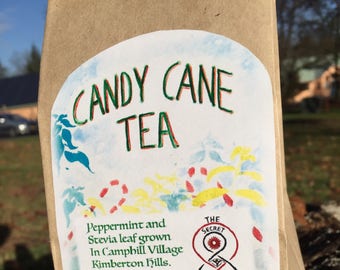 CANDY CANE
TEA
Peppermint and
Stevia leaf grown
In Camphill Village
Kimberton Hills.
THE
SECRET